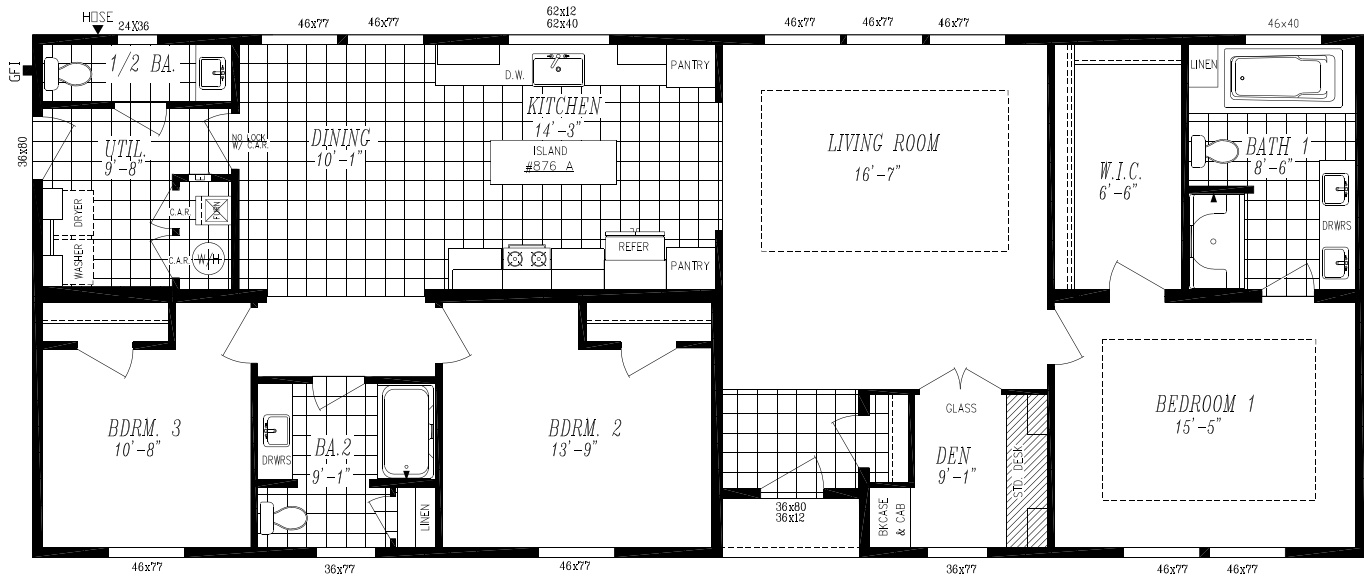 HOSE
24X36
46x77
46x77
62x12
62x40
46x77
46x77
46x77
46x40
GFI
1/2 BA.
D.W.
PANTRY
LINEN
KITCHEN
14'-3"
DINING
10'-1"
NO LOCK
W/ C.A.R.
36x80
UTIL.
9'-8"
ISLAND
#876 A
LIVING ROOM
16'-7"
W.I.C.
6'-6"
BATH 1
8'-6"
DRYER
WASHER
C.A.R.
FURN
C.A.R.
W/H
REFER
PANTRY
DRWRS
BDRM. 3
10'-8"
DRWRS
BA.2
9'-1"
LINEN
BDRM. 2
13'-9"
GLASS
DEN
9'-1"
STD. DESK
BKCASE
& CAB
36x80
36x12
BEDROOM 1
15'-5"
46x77
36x77
46x77
36x77
46x77
46x77